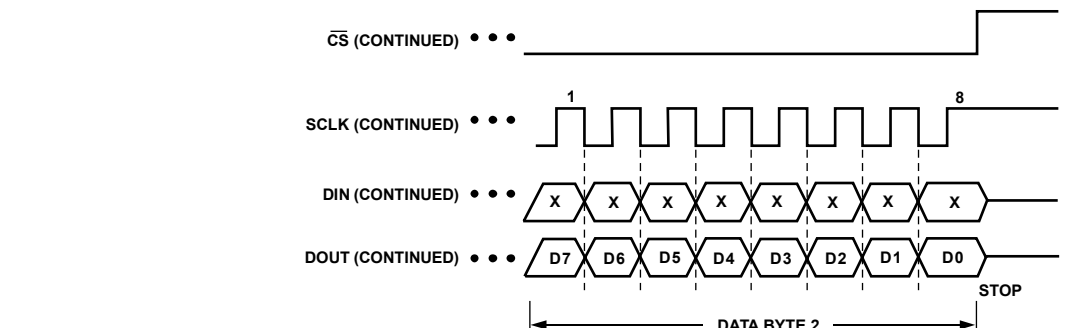 CS (CONTINUED)
1 8
SCLK (CONTINUED)
DIN (CONTINUED) X X X X X X X X
DOUT (CONTINUED) D7 D6 D5 D4 D3 D2 D1 D0
STOP
DATA BYTE 2